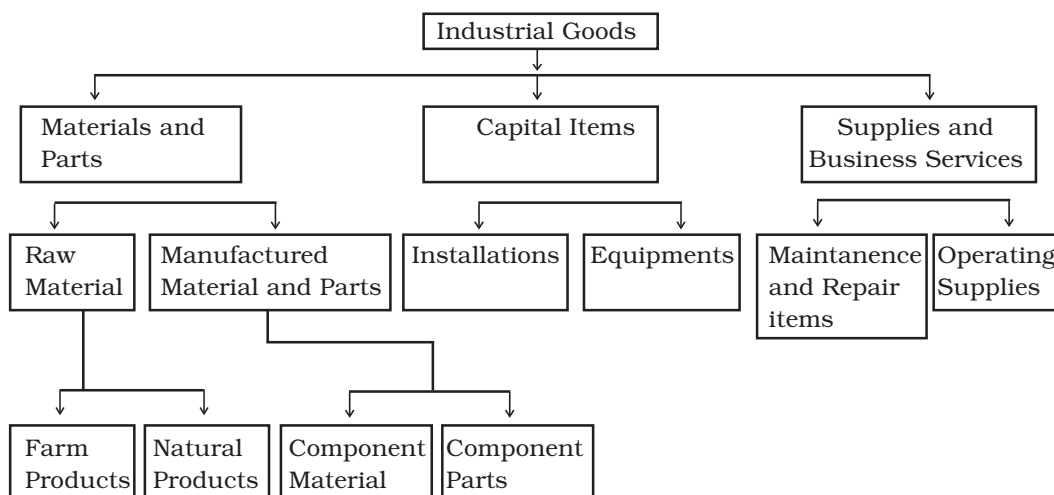 Industrial Goods
Materials and
Parts
Capital Items
Supplies and
Business Services
Raw
Material
Manufactured
Material and Parts
Installations
Equipments
Maintanence
and Repair
items
Operating
Supplies
Farm
Products
Natural
Products
Component
Material
Component
Parts